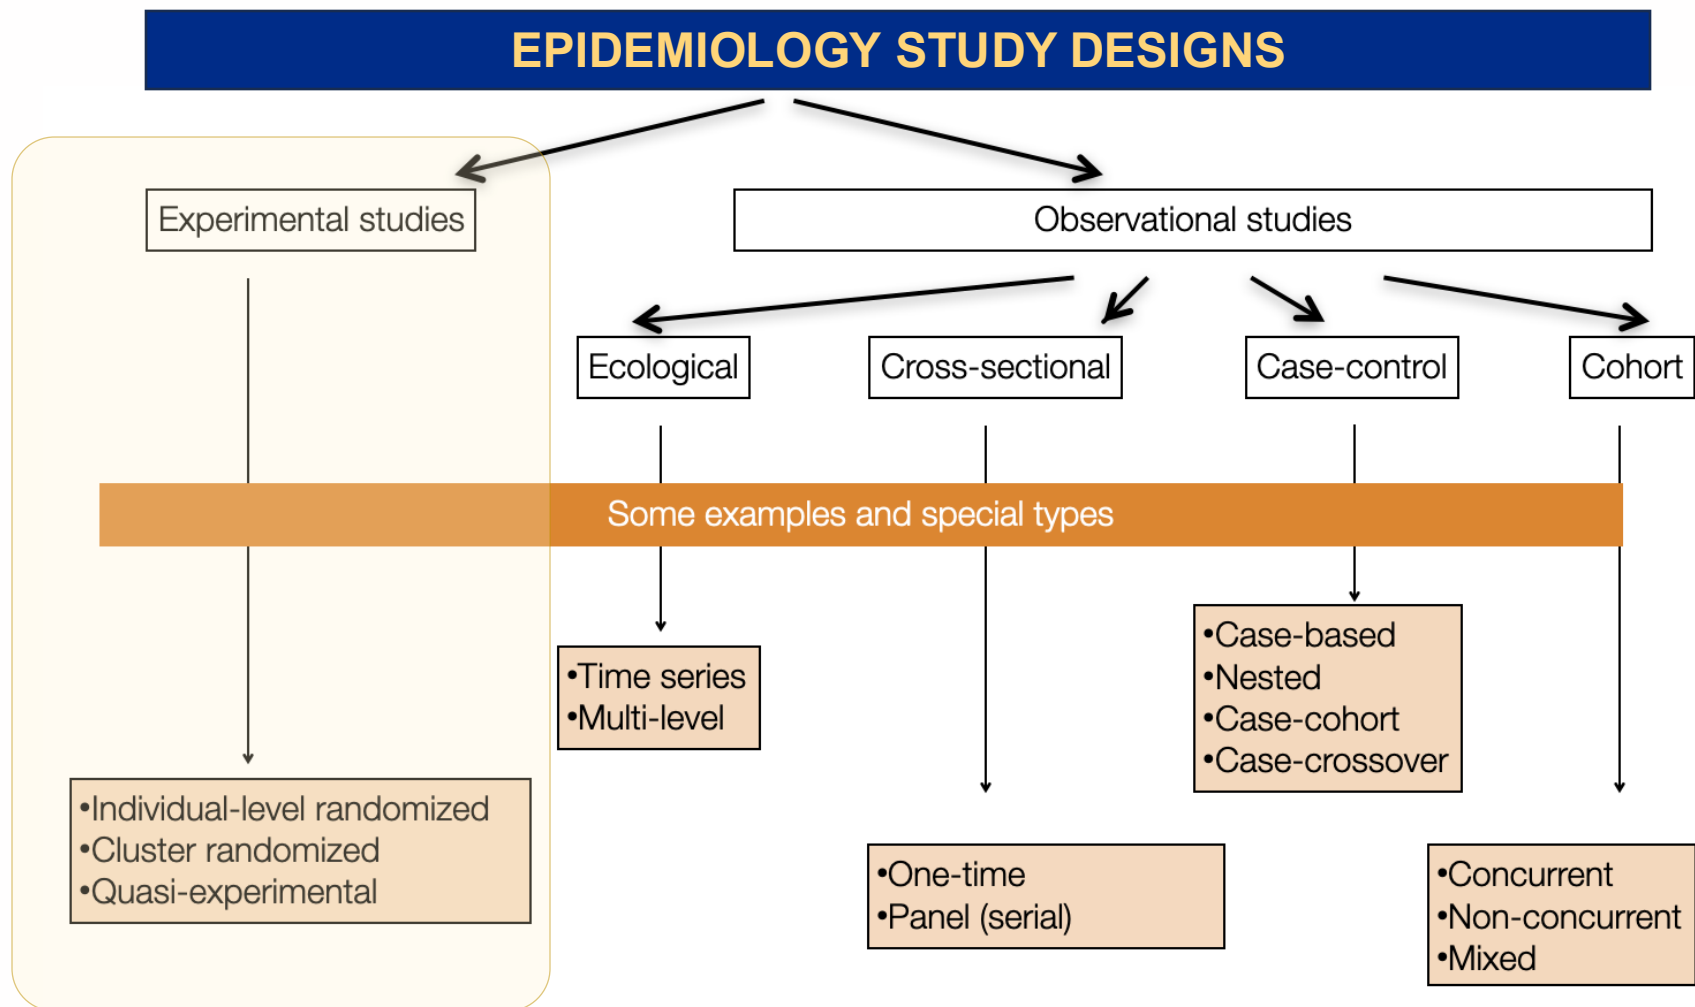 EPIDEMIOLOGY STUDY DESIGNS
Experimental studies
Observational studies
Ecological
Cross-sectional
Case-control
Cohort
Some examples and special types
•Individual-level randomized
•Cluster randomized
•Quasi-experimental
•Time series
•Multi-level
•One-time
•Panel (serial)
•Case-based
•Nested
•Case-cohort
•Case-crossover
•Concurrent
•Non-concurrent
•Mixed